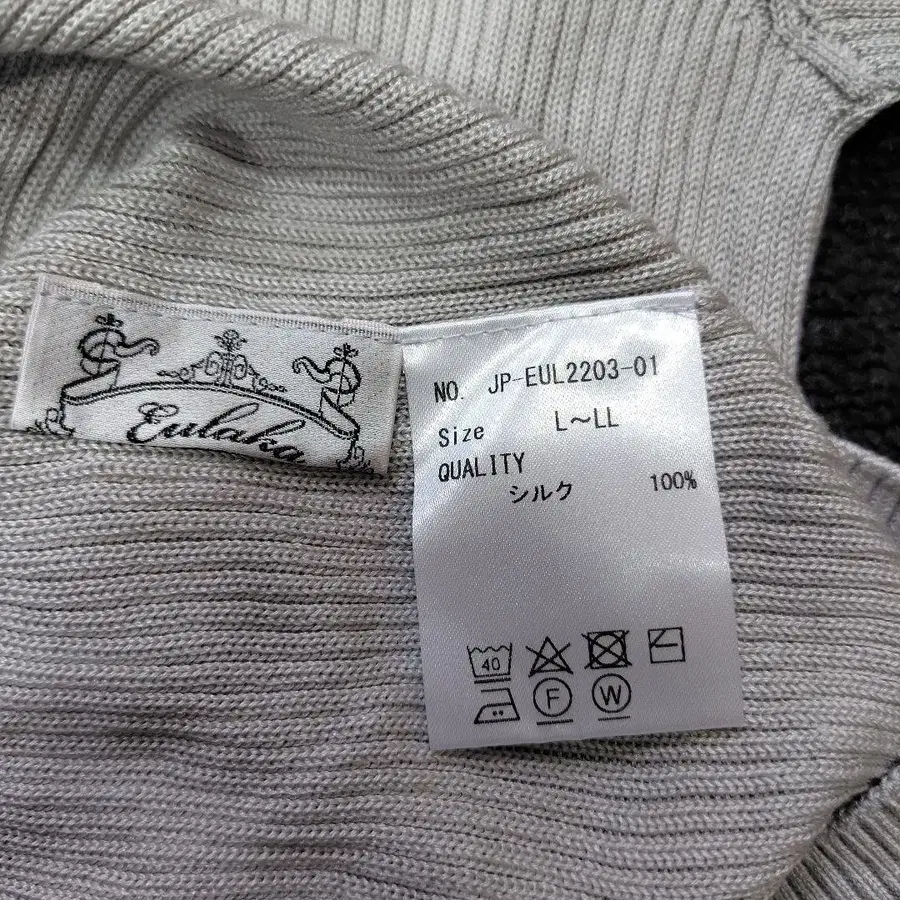 Eulaka
NO. JP-EUL2203-01
Size L～LL
QUALITY
シルク 100%
40
F W